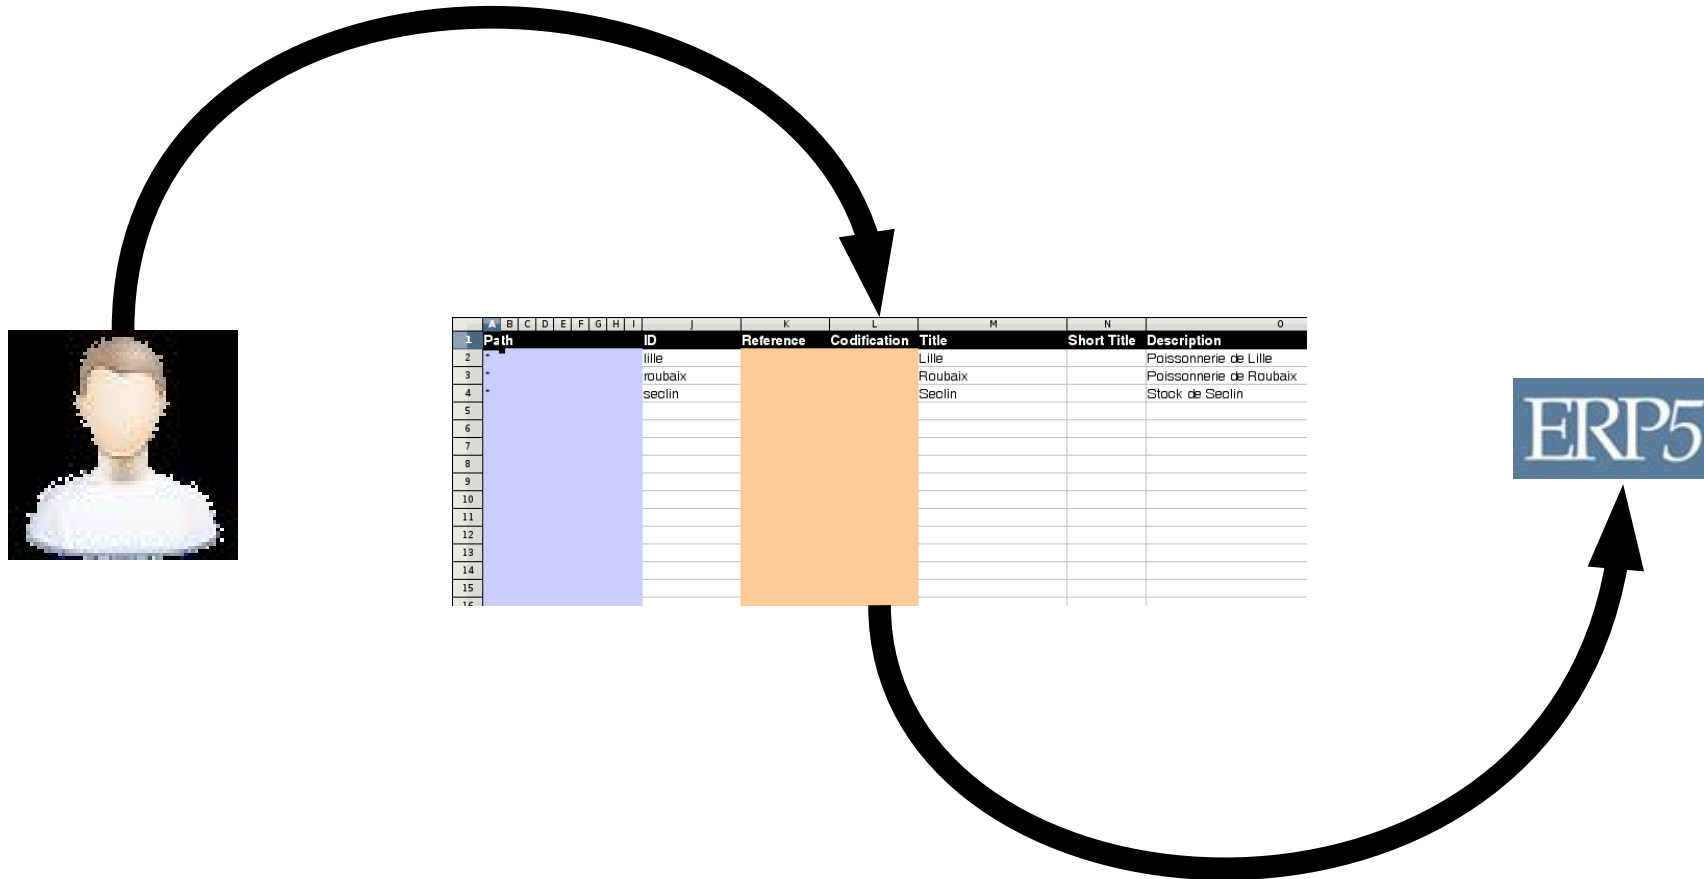 A B C D E F G H I J K L M N O
1 Path ID Reference Codification Title Short Title Description
2 * lille Lille Poissonnerie de Lille
3 * roubaix Roubaix Poissonnerie de Roubaix
4 * seclin Seclin Stock de Seclin
5
6
7
8
9
10
11
12
13
14
15
16
ERP5